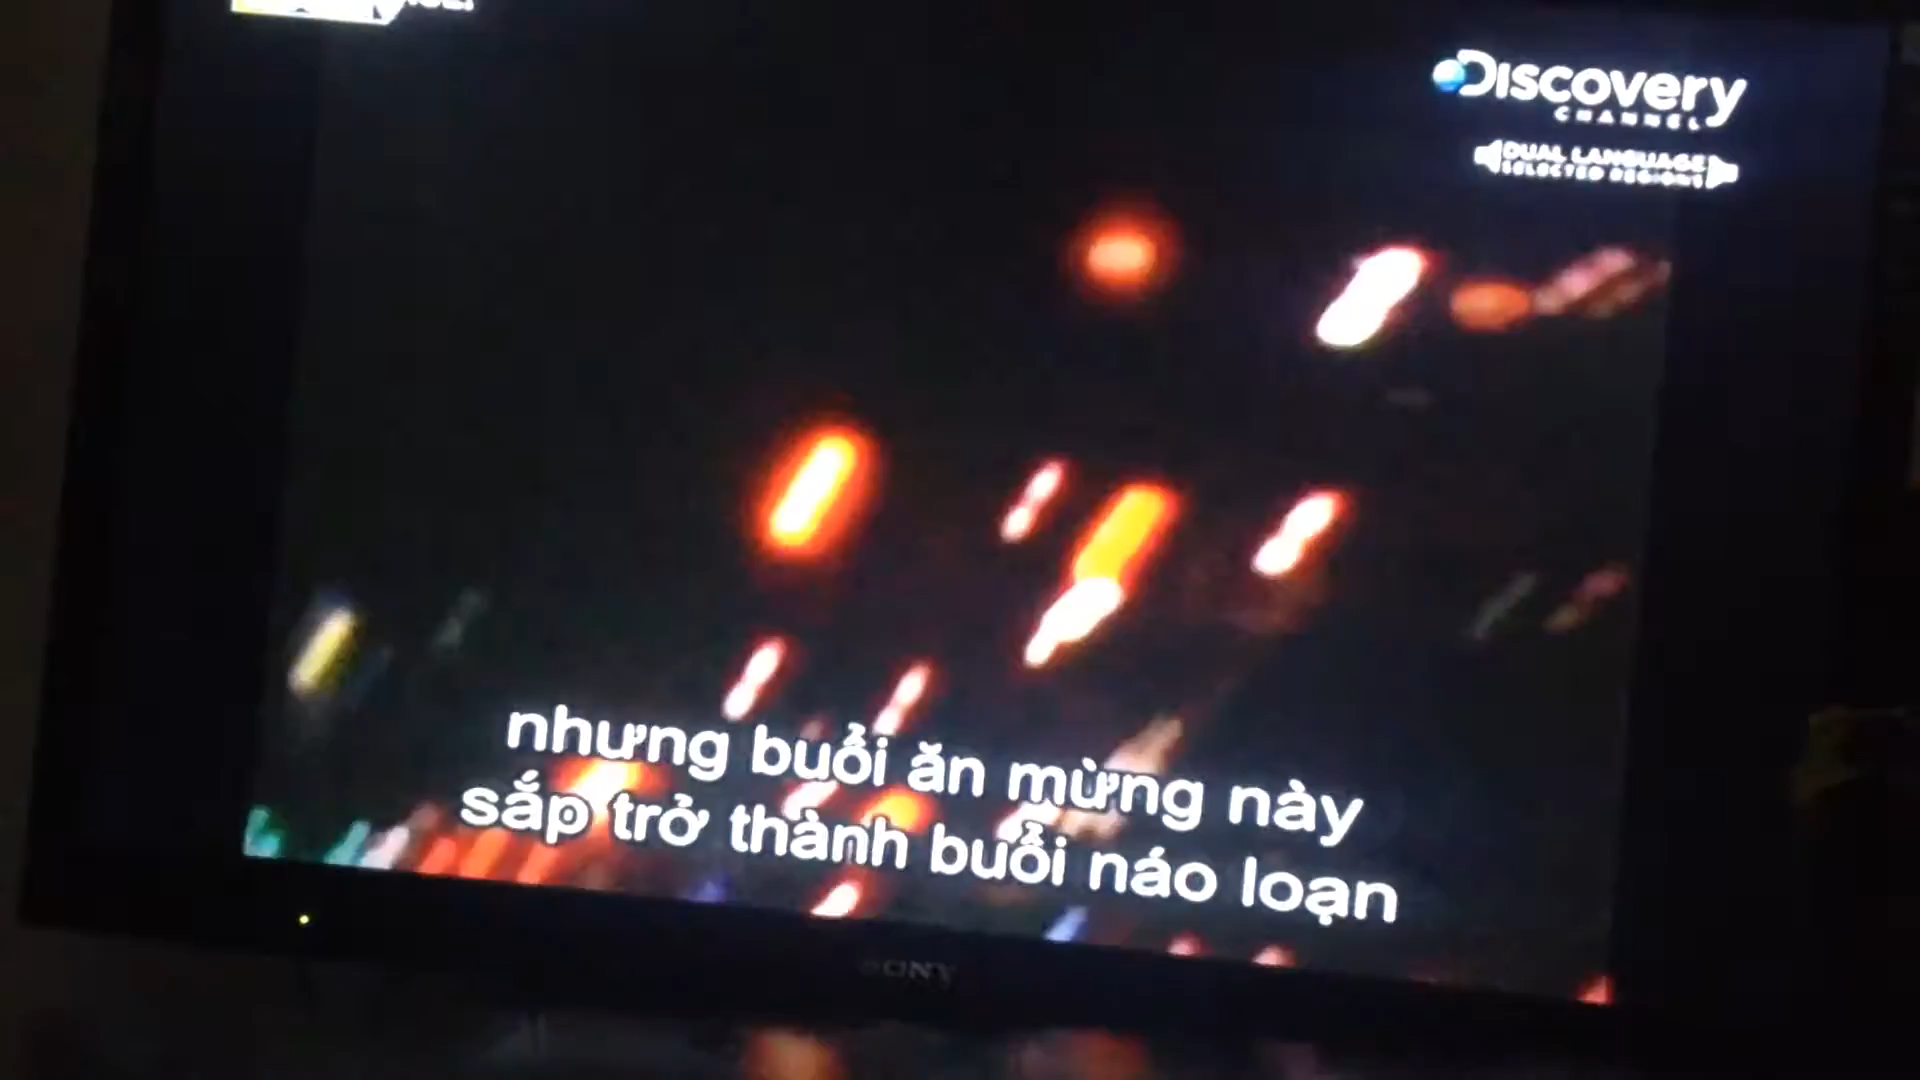 Discovery
CHANNEL
DUAL LANGUAGE
SELECTED REGIONS
nhưng buổi ăn mừng này
sắp trở thành buổi náo loạn
SONY